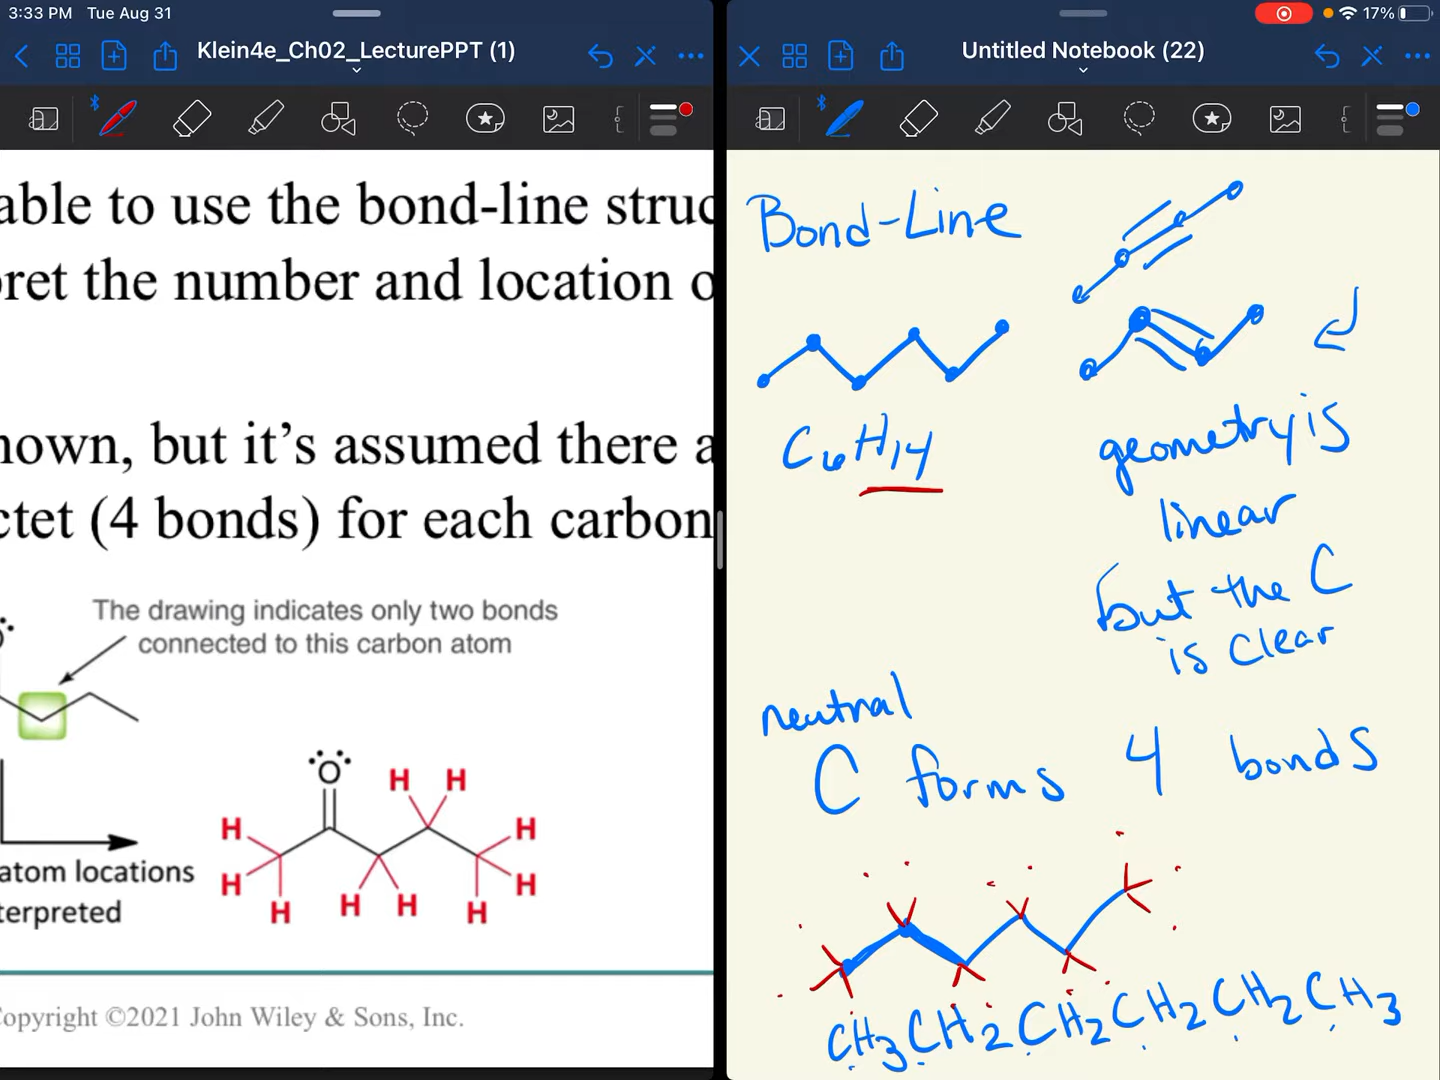 3:33 PM Tue Aug 31
17%
Klein4e_Ch02_LecturePPT (1)
Untitled Notebook (22)
able to use the bond-line struc
ret the number and location o
nown, but it's assumed there a
ctet (4 bonds) for each carbon
The drawing indicates only two bonds
connected to this carbon atom
atom locations
terpreted
O
H H
H H
H H
H H H H
Copyright ©2021 John Wiley & Sons, Inc.
Bond-Line
C6H14
geometry is
linear
but the C
is clear
neutral
C forms 4 bonds
CH3CH2CH2CH2CH2CH3